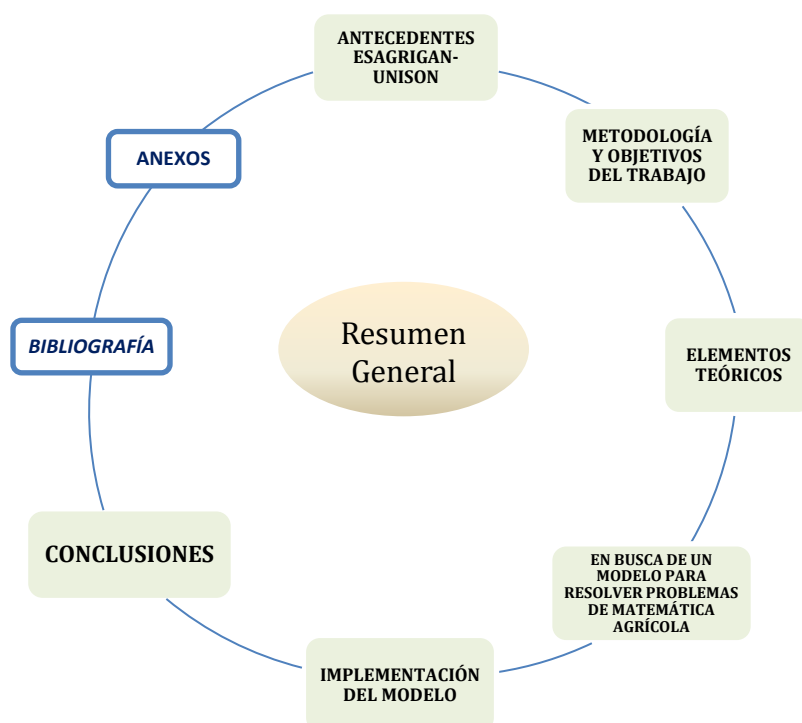 ANTECEDENTES
ESAGRIGAN-
UNISON
METODOLOGÍA
Y OBJETIVOS
DEL TRABAJO
ELEMENTOS
TEÓRICOS
EN BUSCA DE UN
MODELO PARA
RESOLVER PROBLEMAS
DE MATEMÁTICA
AGRÍCOLA
IMPLEMENTACIÓN
DEL MODELO
CONCLUSIONES
BIBLIOGRAFÍA
ANEXOS
Resumen
General